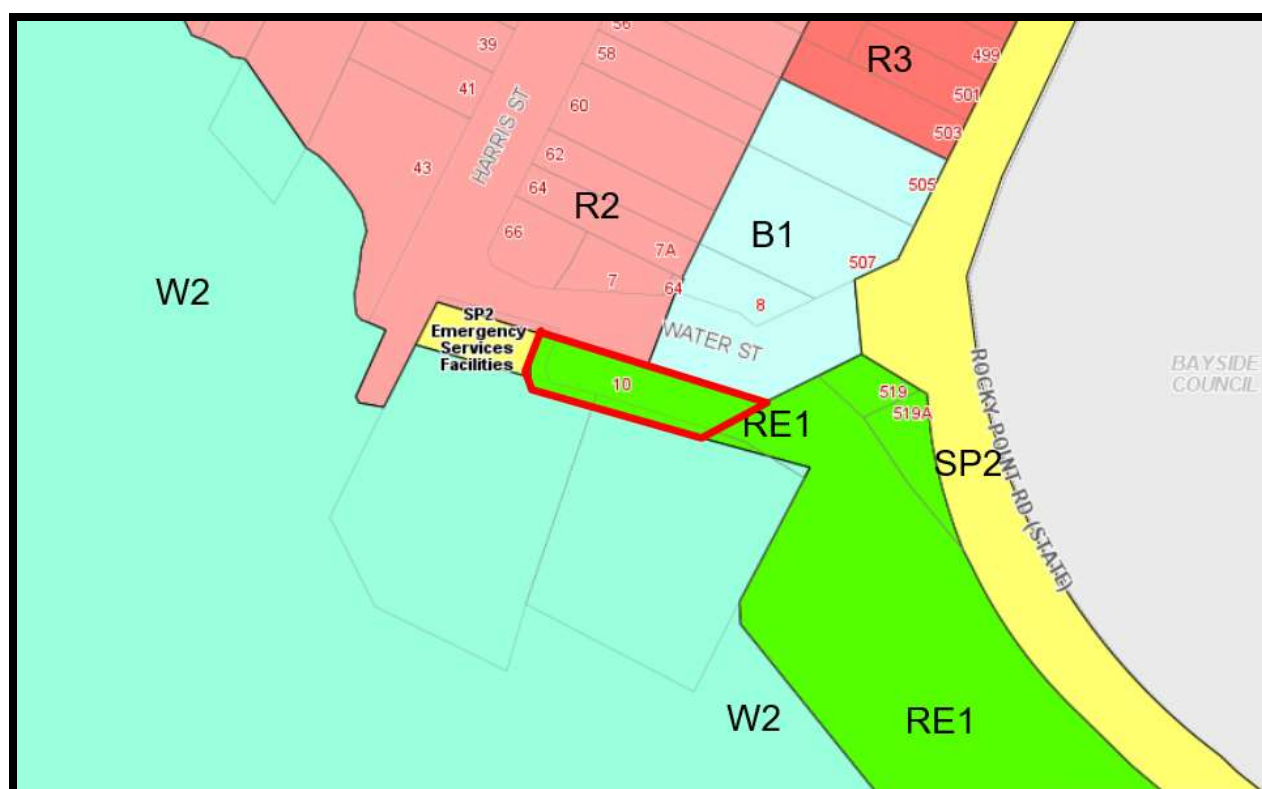 56
39
58
R3
499
41
501
60
503
HARRIS ST
62
43
505
64
R2
66
B1
7A
507
7
64
8
W2
SP2
Emergency
Services
Facilities
WATER ST
10
519
519A
RE1
ROCKY POINT RD (STATE)
BAYSIDE
COUNCIL
SP2
W2
RE1